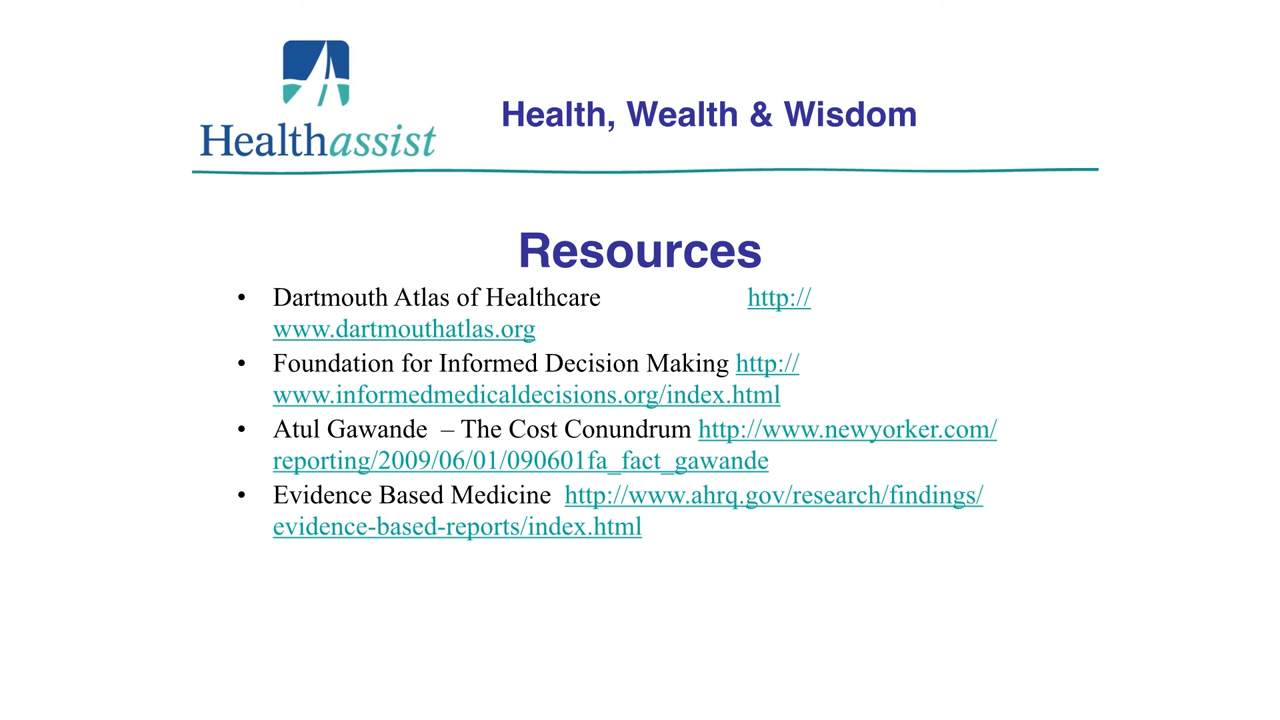 Healthassist
Health, Wealth & Wisdom
Resources
• Dartmouth Atlas of Healthcare http://
www.dartmouthatlas.org
• Foundation for Informed Decision Making http://
www.informedmedicaldecisions.org/index.html
• Atul Gawande – The Cost Conundrum http://www.newyorker.com/
reporting/2009/06/01/090601fa_fact_gawande
• Evidence Based Medicine http://www.ahrq.gov/research/findings/
evidence-based-reports/index.html